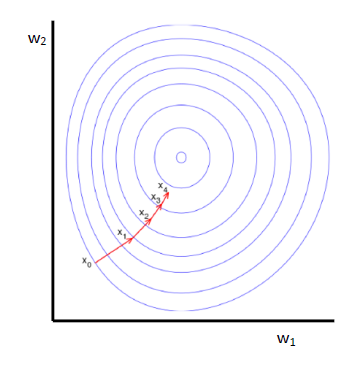 w₂
x₄
x₃
x₂
x₁
x₀
w₁